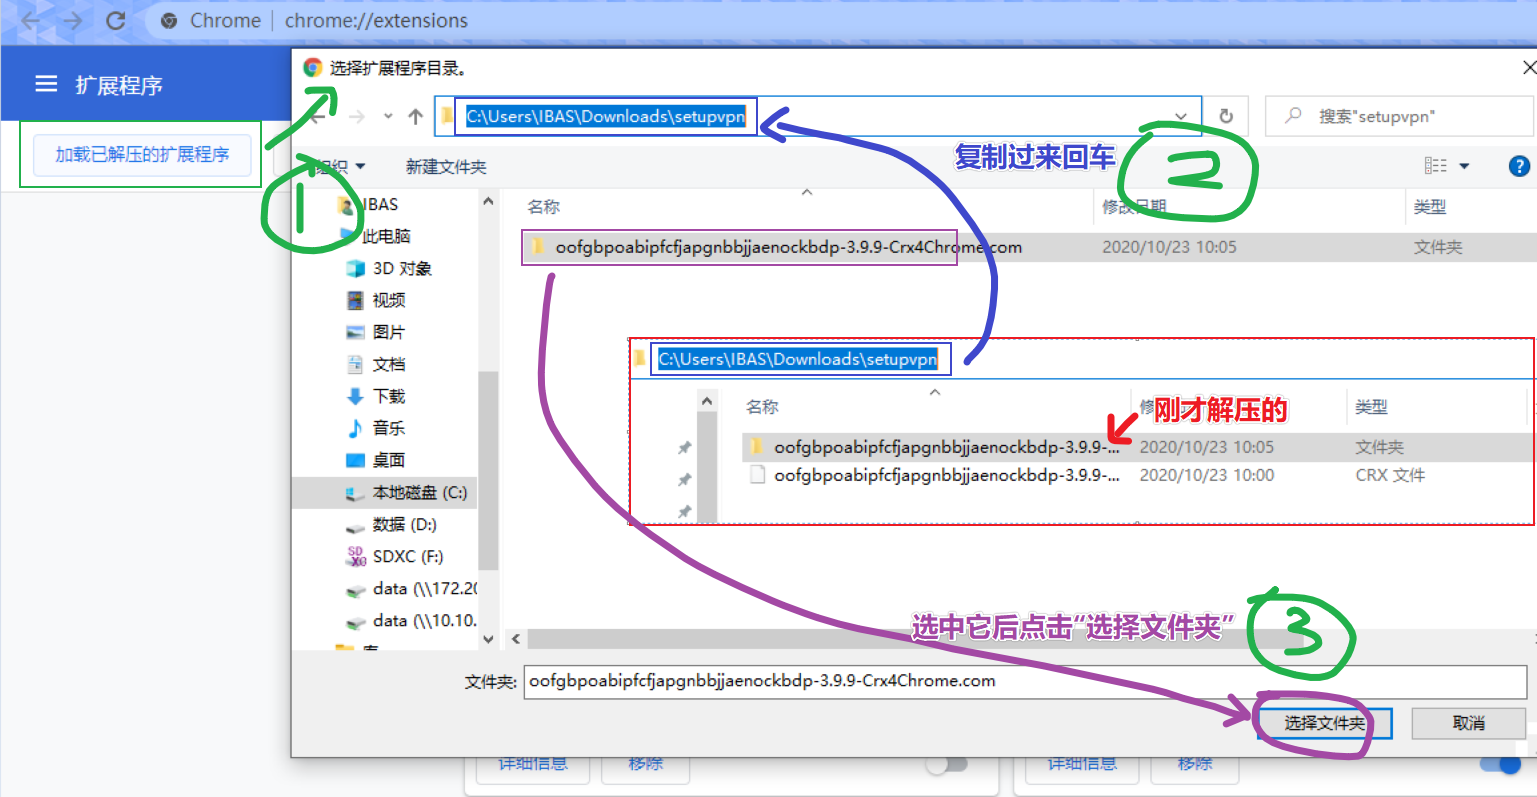 Chrome | chrome://extensions
扩展程序
选择扩展程序目录。
C:\Users\IBAS\Downloads\setupvpn
搜索"setupvpn"
加载已解压的扩展程序
1
组织
新建文件夹
复制过来回车
2
名称
修改日期
类型
oofgbpoabipfcfjapgnbbjjaenockbdp-3.9.9-Crx4Chrome.com
2020/10/23 10:05
文件夹
IBAS
此电脑
3D 对象
视频
图片
文档
下载
音乐
桌面
本地磁盘 (C:)
数据 (D:)
SDXC (F:)
data (\\172.20
data (\\10.10.
库
C:\Users\IBAS\Downloads\setupvpn
名称
修
刚才解压的
类型
oofgbpoabipfcfjapgnbbjjaenockbdp-3.9.9-...
2020/10/23 10:05
文件夹
oofgbpoabipfcfjapgnbbjjaenockbdp-3.9.9-...
2020/10/23 10:00
CRX 文件
选中它后点击“选择文件夹”
3
文件夹:
oofgbpoabipfcfjapgnbbjjaenockbdp-3.9.9-Crx4Chrome.com
选择文件夹
取消
详细信息
移除
详细信息
移除